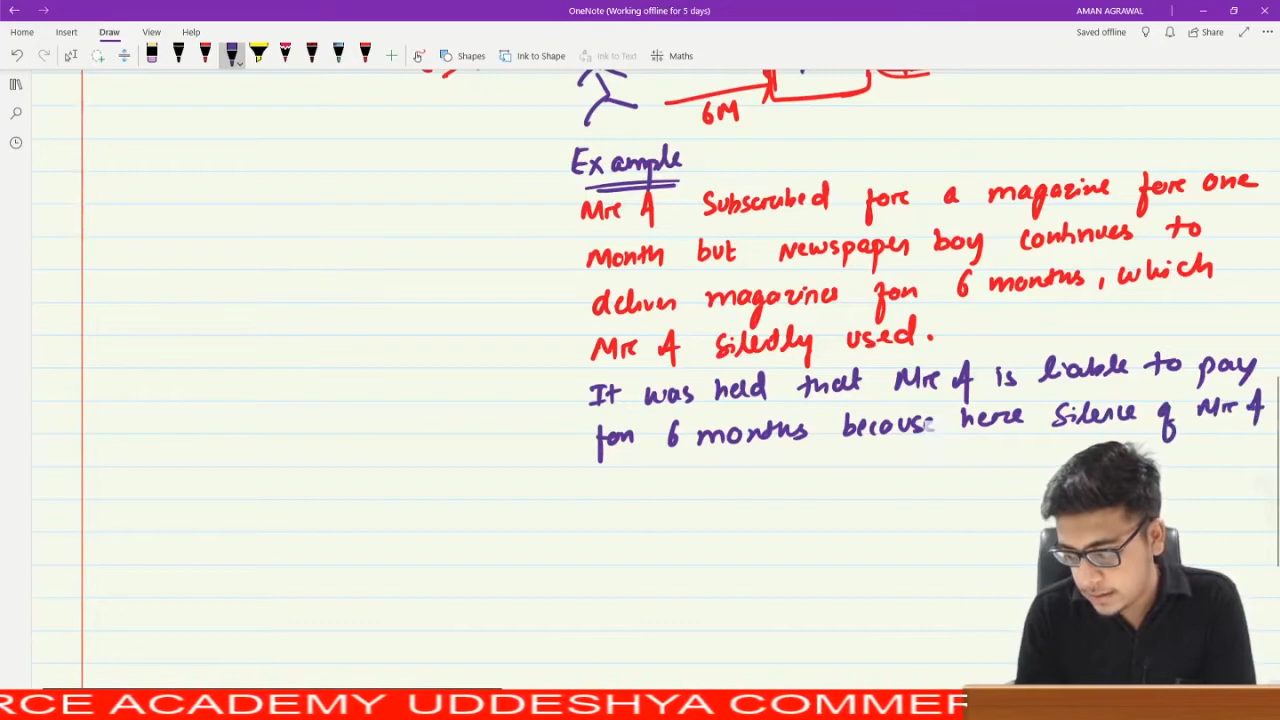 OneNote (Working offline for 5 days)
AMAN AGRAWAL
Home Insert Draw View Help
Saved offline
Share
Shapes
Ink to Shape
Ink to Text
Maths
6M
Example
Mr A Subscribed for a magazine for one
Month but Newspaper boy continues to
deliver magazines for 6 months, which
Mr A Siledtly used.
It was held that Mr A is liable to pay
for 6 months because here Silence of Mr A
RCE ACADEMY UDDESHYA COMMER